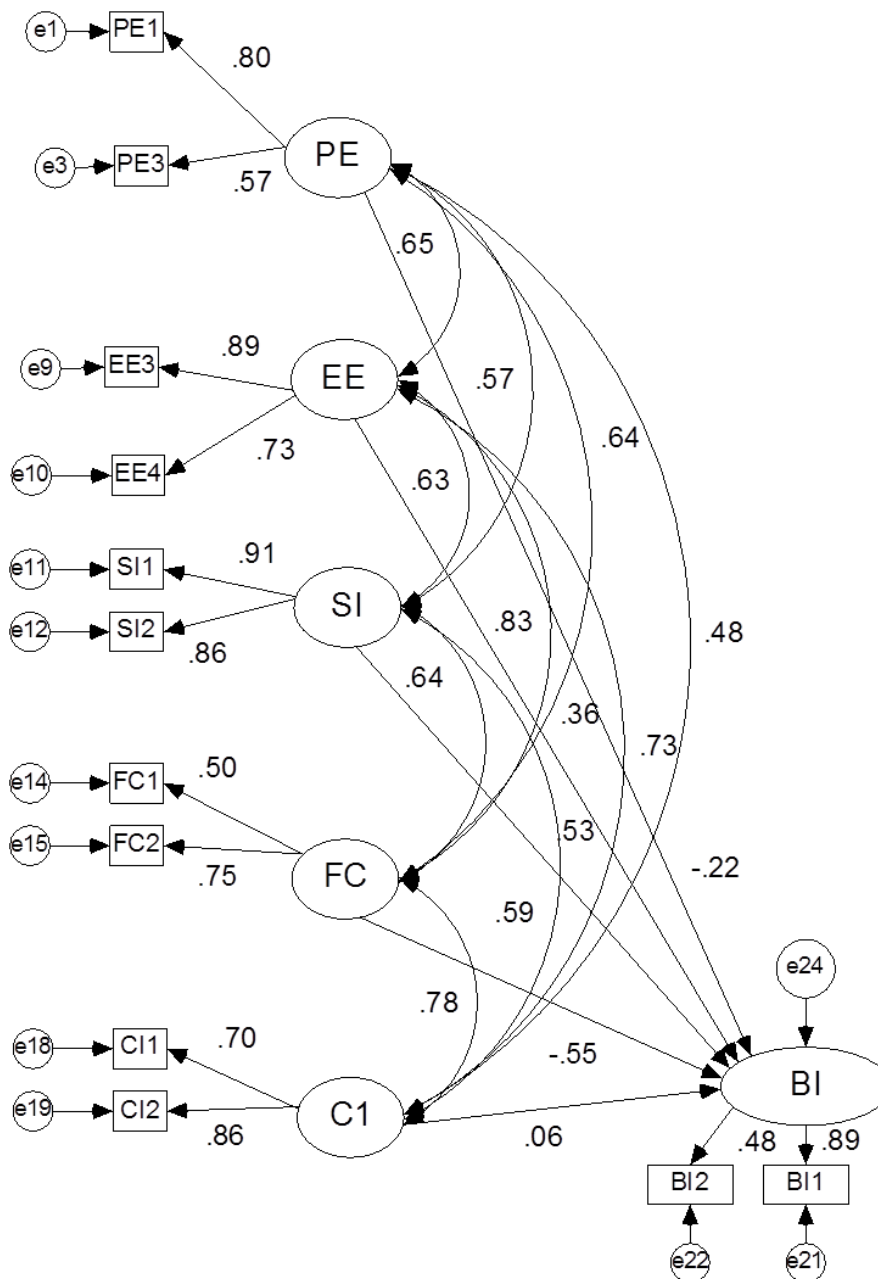 e1
PE1
.80
PE
e3
PE3
.57
.65
e9
EE3
.89
EE
.57
.64
e10
EE4
.73
.63
e11
SI1
.91
SI
e12
SI2
.86
.64
.83
.48
.36
.73
e14
FC1
.50
e15
FC2
.75
FC
.53
-.22
.59
e24
.78
-.55
e18
CI1
.70
e19
CI2
.86
C1
.06
BI
.48
.89
BI2
BI1
e22
e21